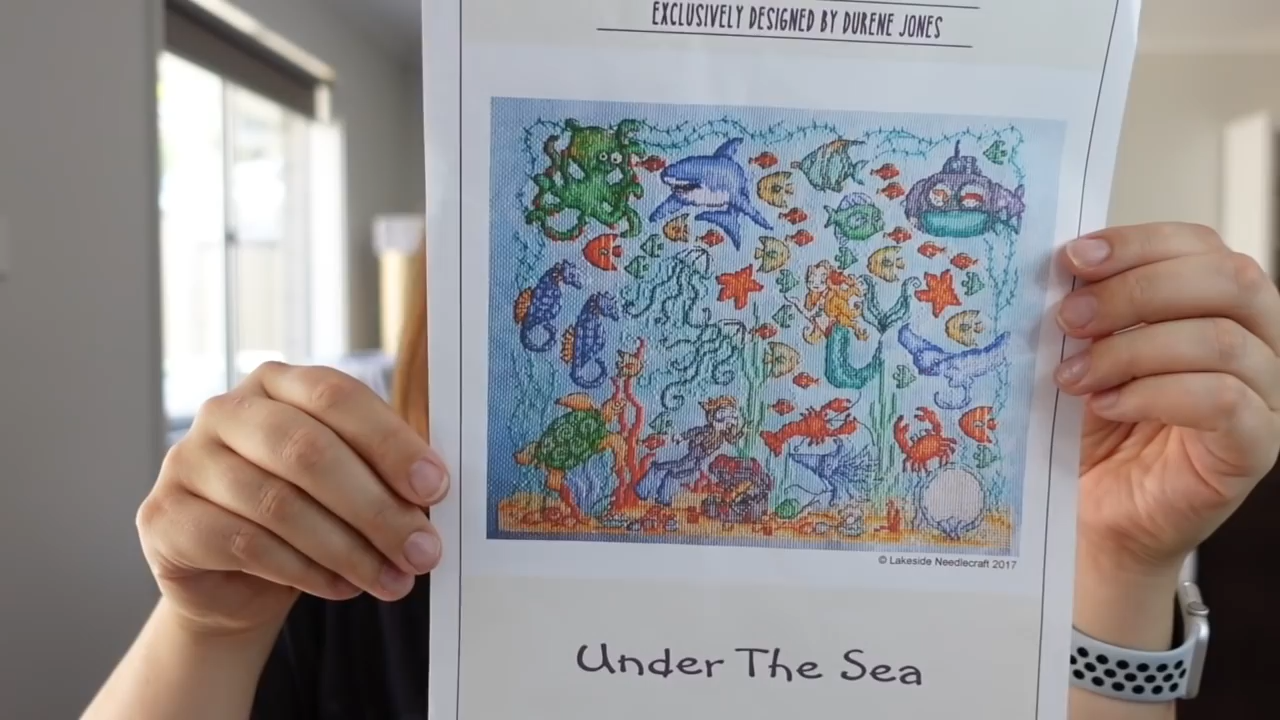 EXCLUSIVELY DESIGNED BY DURENE JONES
© Lakeside Needlecraft 2017
Under The Sea